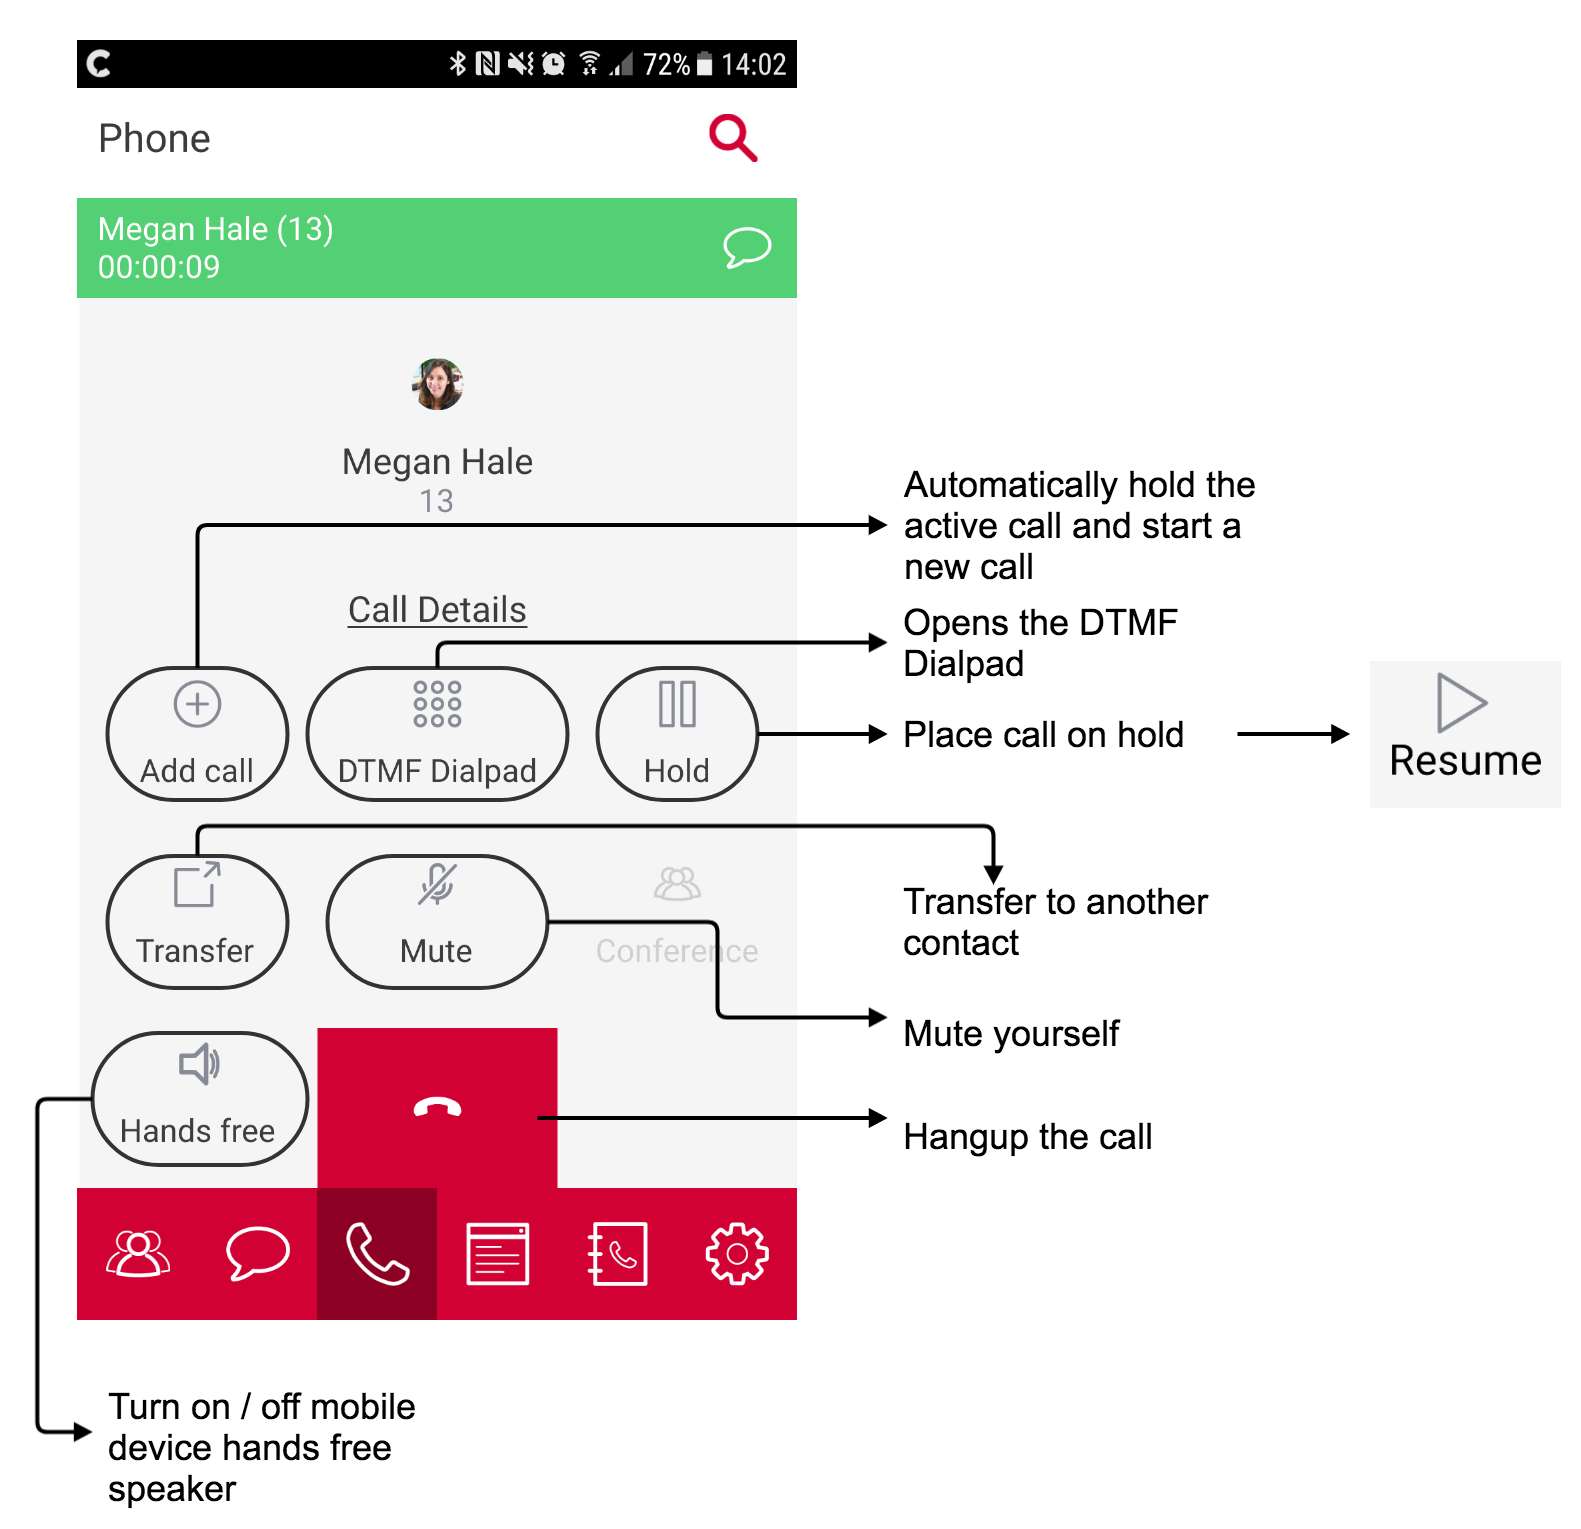 72% 14:02
Phone
Megan Hale (13)
00:00:09
Megan Hale
13
Automatically hold the
active call and start a
new call
Call Details
Opens the DTMF
Dialpad
Add call
DTMF Dialpad
Hold
Place call on hold
Resume
Transfer
Mute
Conference
Transfer to another
contact
Mute yourself
Hands free
Hangup the call
Turn on / off mobile
device hands free
speaker